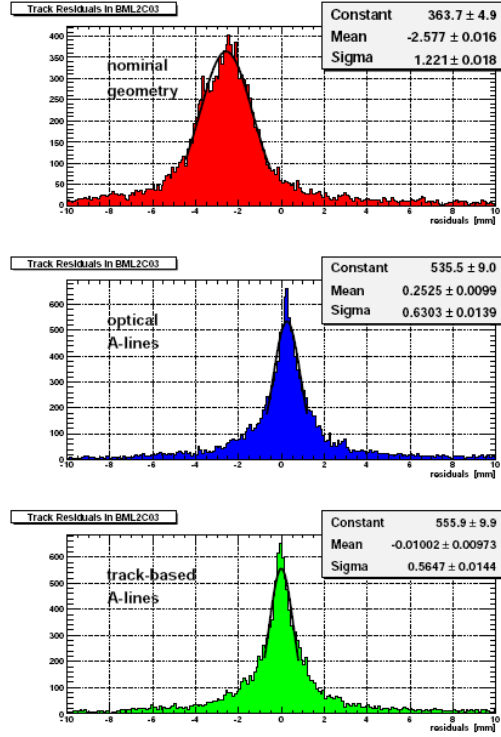 Track Residuals In BML2C03
Constant 363.7 ± 4.9
Mean -2.577 ± 0.016
Sigma 1.221 ± 0.018
nominal
geometry
400
350
300
250
200
150
100
50
0
-10 -8 -6 -4 -2 0 2 4 6 8 10
residuals [mm]
Track Residuals In BML2C03
Constant 535.5 ± 9.0
Mean 0.2525 ± 0.0099
Sigma 0.6303 ± 0.0139
optical
A-lines
600
500
400
300
200
100
0
-10 -8 -6 -4 -2 0 2 4 6 8 10
residuals [mm]
Track Residuals In BML2C03
Constant 555.9 ± 9.9
Mean -0.01002 ± 0.00973
Sigma 0.5647 ± 0.0144
track-based
A-lines
600
500
400
300
200
100
0
-10 -8 -6 -4 -2 0 2 4 6 8 10
residuals [mm]